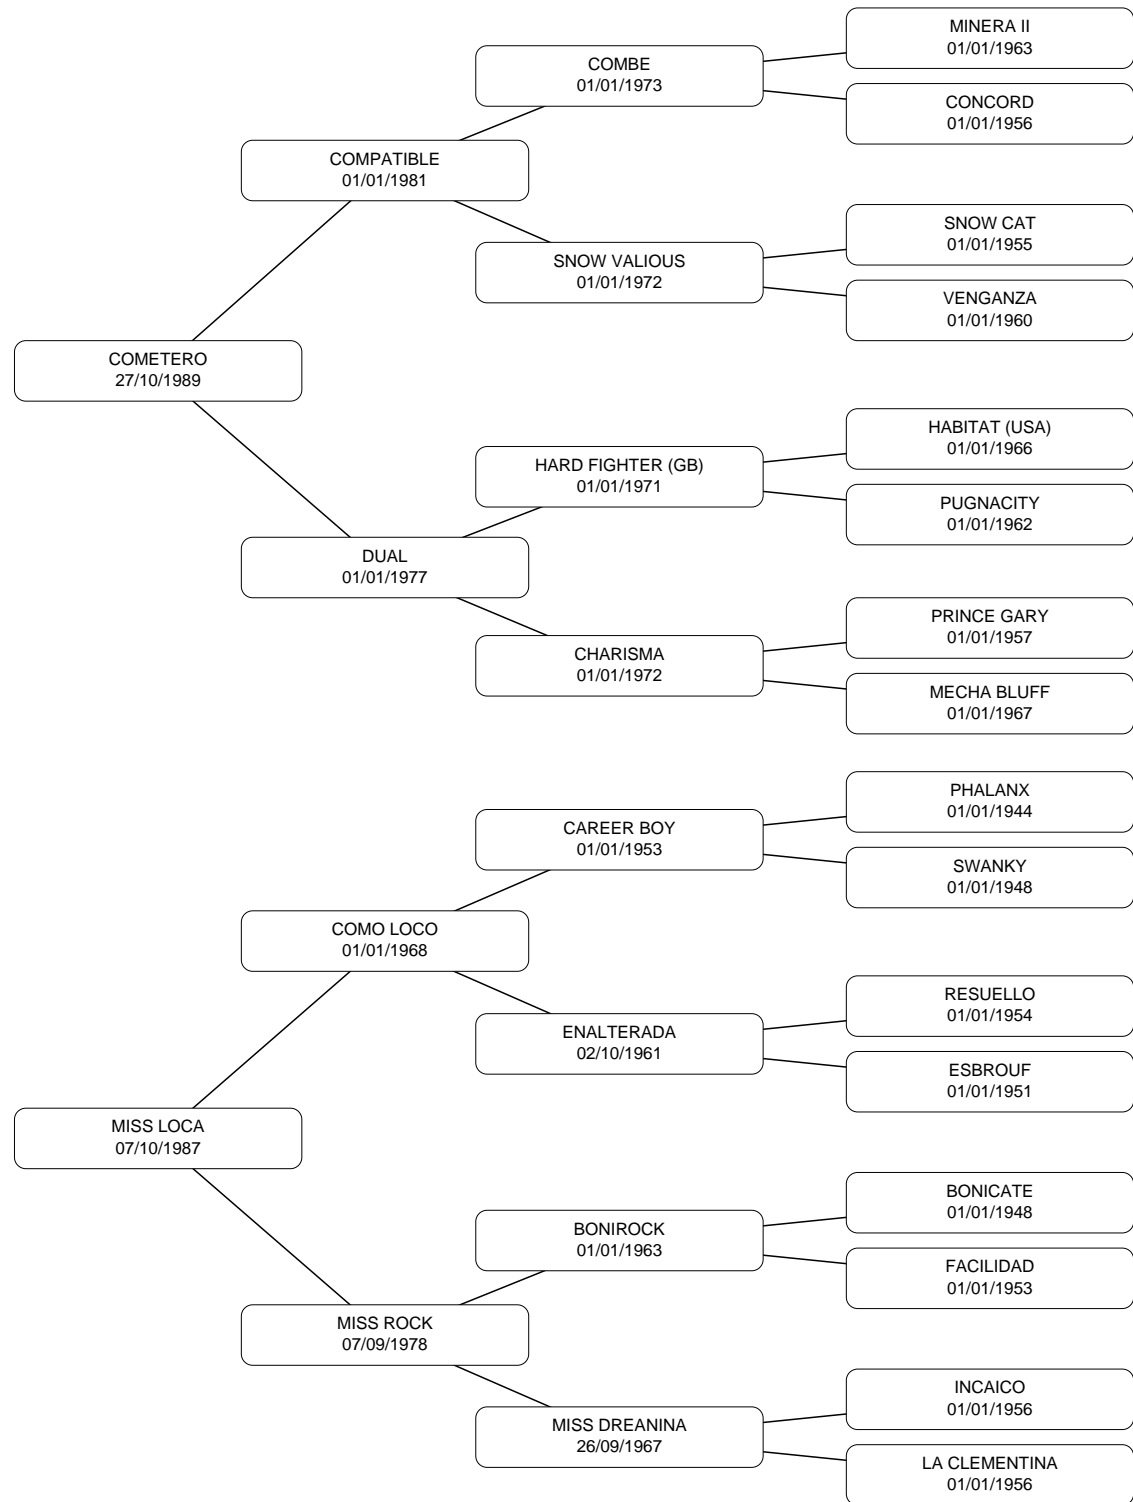 MINERA II
01/01/1963
COMBE
01/01/1973
CONCORD
01/01/1956
COMPATIBLE
01/01/1981
SNOW CAT
01/01/1955
SNOW VALIOUS
01/01/1972
VENGANZA
01/01/1960
COMETERO
27/10/1989
HABITAT (USA)
01/01/1966
HARD FIGHTER (GB)
01/01/1971
PUGNACITY
01/01/1962
DUAL
01/01/1977
PRINCE GARY
01/01/1957
CHARISMA
01/01/1972
MECHA BLUFF
01/01/1967
PHALANX
01/01/1944
CAREER BOY
01/01/1953
SWANKY
01/01/1948
COMO LOCO
01/01/1968
RESUELLO
01/01/1954
ENALTERADA
02/10/1961
ESBROUF
01/01/1951
MISS LOCA
07/10/1987
BONICATE
01/01/1948
BONIROCK
01/01/1963
FACILIDAD
01/01/1953
MISS ROCK
07/09/1978
INCAICO
01/01/1956
MISS DREANINA
26/09/1967
LA CLEMENTINA
01/01/1956